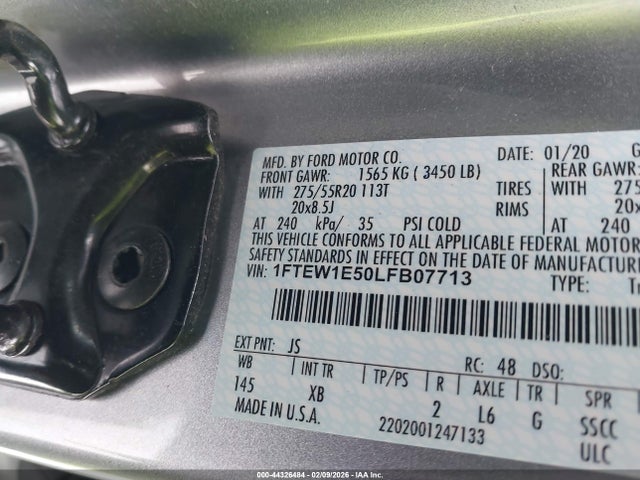 MFD. BY FORD MOTOR CO.
DATE: 01/20
FRONT GAWR: 1565 KG ( 3450 LB)
REAR GAWR:
WITH 275/55R20 113T TIRES WITH 275
20x8.5J RIMS
AT 240 kPa/ 35 PSI COLD AT 240
THIS VEHICLE CONFORMS TO ALL APPLICABLE FEDERAL MOTOR
SAFETY STANDARDS IN EFFECT ON THE DATE OF MANUFACTUR
VIN: 1FTEW1E50LFB07713
TYPE:
EXT PNT: JS RC: 48 DSO:
WB INT TR TP/PS R AXLE TR SPR
145 XB 2 L6 G SSCC
MADE IN U.S.A. 2202001247133 ULC
000-44326484 - 02/09/2026 - IAA Inc.